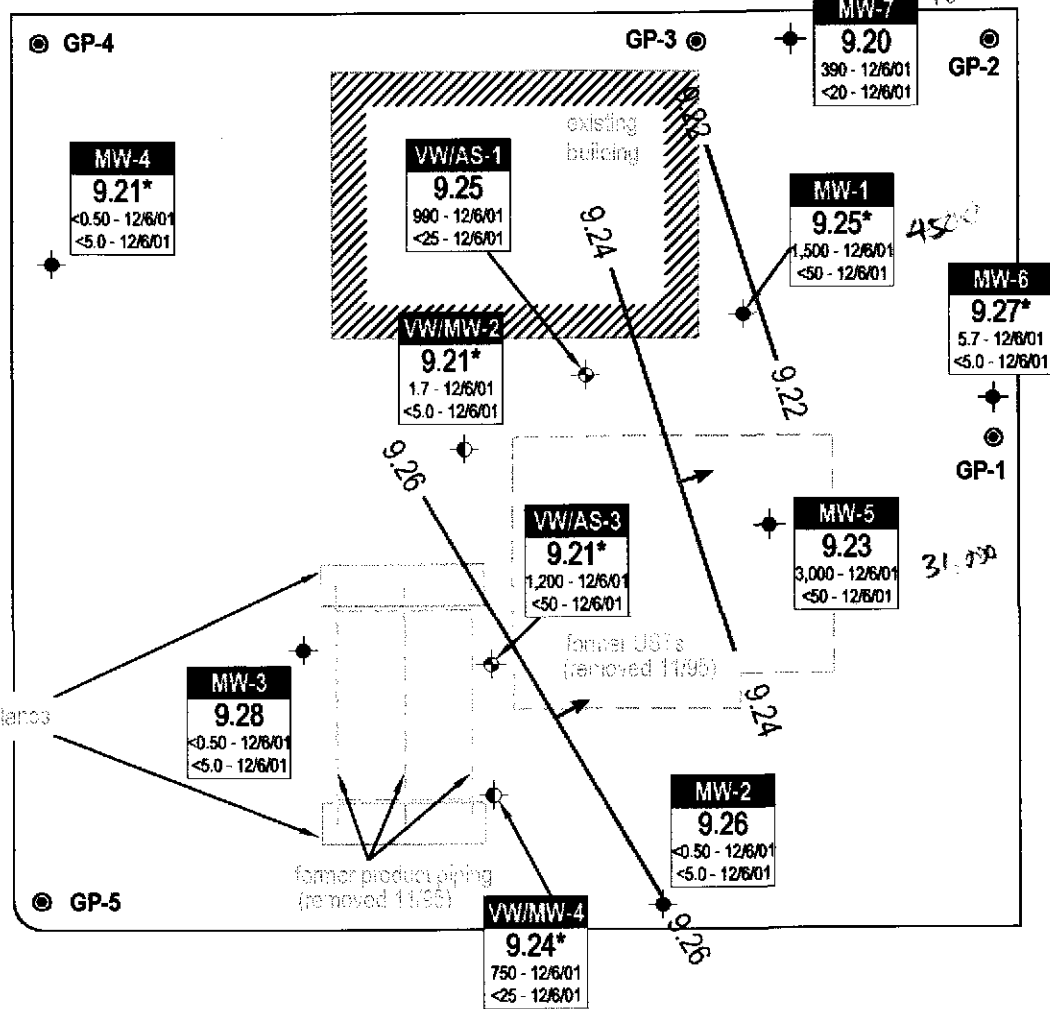 MW-7
9.20
390 - 12/6/01
<20 - 12/6/01
GP-4
GP-3
GP-2
existing
building
9.22
MW-4
9.21*
<0.50 - 12/6/01
<5.0 - 12/6/01
VW/AS-1
9.25
990 - 12/6/01
<25 - 12/6/01
9.24
MW-1
9.25*
1,500 - 12/6/01
<50 - 12/6/01
MW-6
9.27*
5.7 - 12/6/01
<5.0 - 12/6/01
VW/MW-2
9.21*
1.7 - 12/6/01
<5.0 - 12/6/01
9.22
GP-1
9.26
VW/AS-3
9.21*
1,200 - 12/6/01
<50 - 12/6/01
MW-5
9.23
3,000 - 12/6/01
<50 - 12/6/01
31,000
former USTs
(removed 11/95)
9.24
MW-3
9.28
<0.50 - 12/6/01
<5.0 - 12/6/01
MW-2
9.26
<0.50 - 12/6/01
<5.0 - 12/6/01
former product piping
(removed 11/95)
GP-5
VW/MW-4
9.24*
750 - 12/6/01
<25 - 12/6/01
9.26